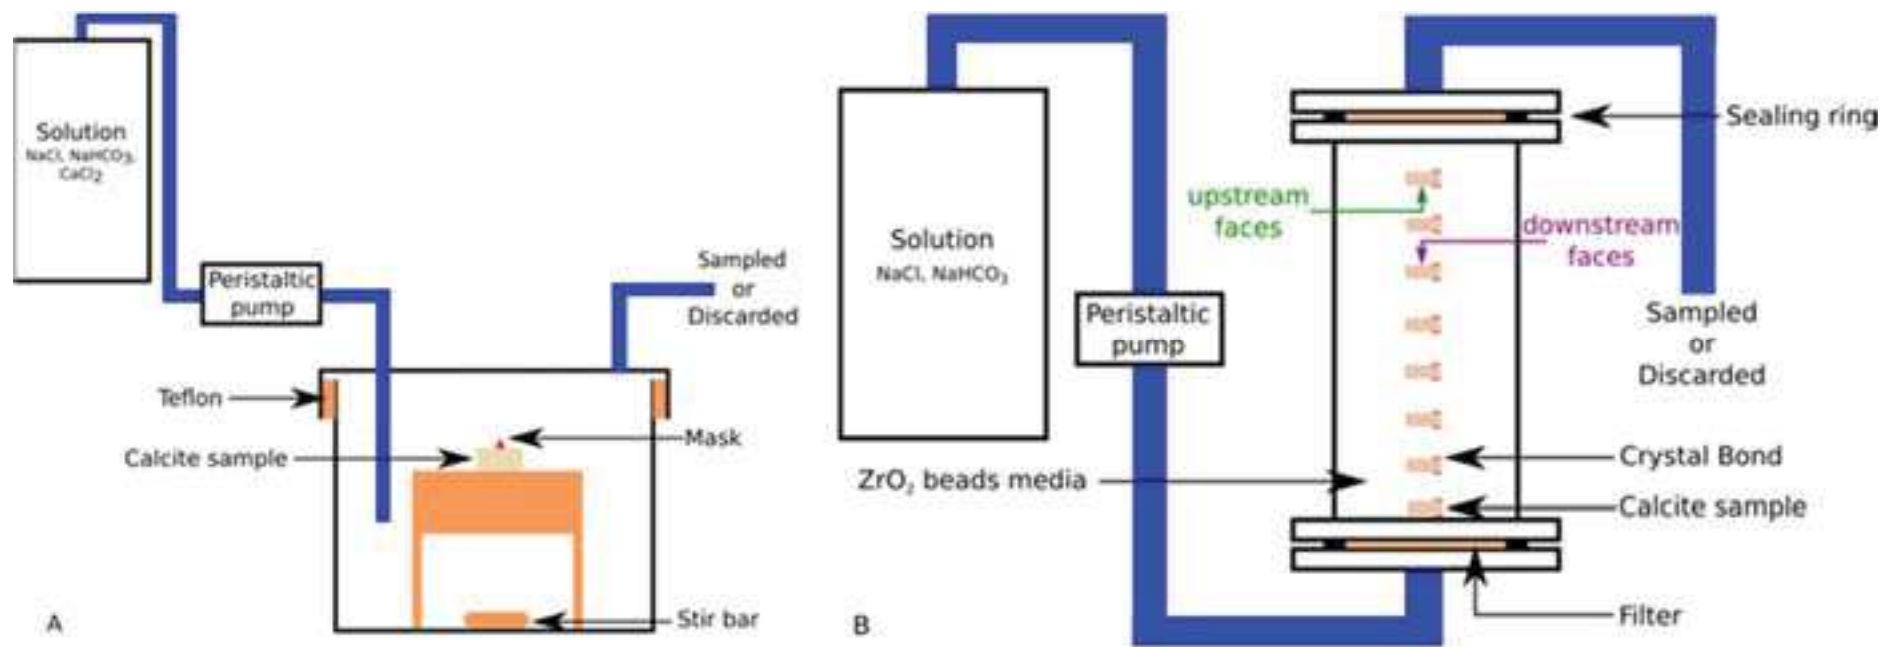 Solution
NaCl, NaHCO₃,
CaCl₂
Peristaltic
pump
Sampled
or
Discarded
Teflon
Mask
Calcite sample
Stir bar
A
Solution
NaCl, NaHCO₃
Peristaltic
pump
Sealing ring
upstream
faces
downstream
faces
Sampled
or
Discarded
Crystal Bond
ZrO₂ beads media
Calcite sample
Filter
B